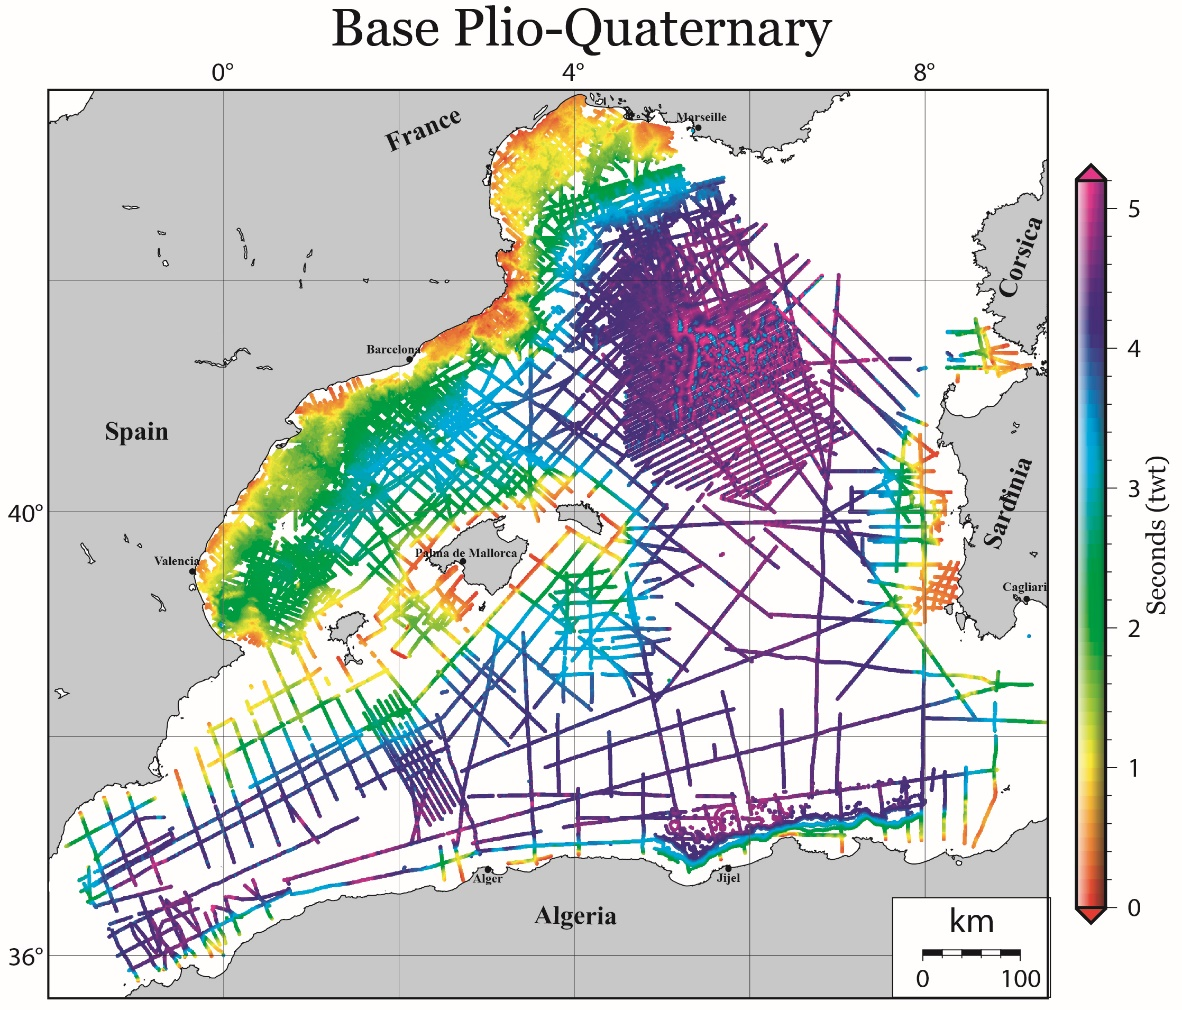 Base Plio-Quaternary
0° 4° 8°
France
Marseille
5
Corsica
Barcelona
4
Spain
Sardinia
3
40°
Seconds (twt)
Palma de Mallorca
Valencia
Cagliari
2
1
Alger
Jijel
0
Algeria
km
36°
0 100